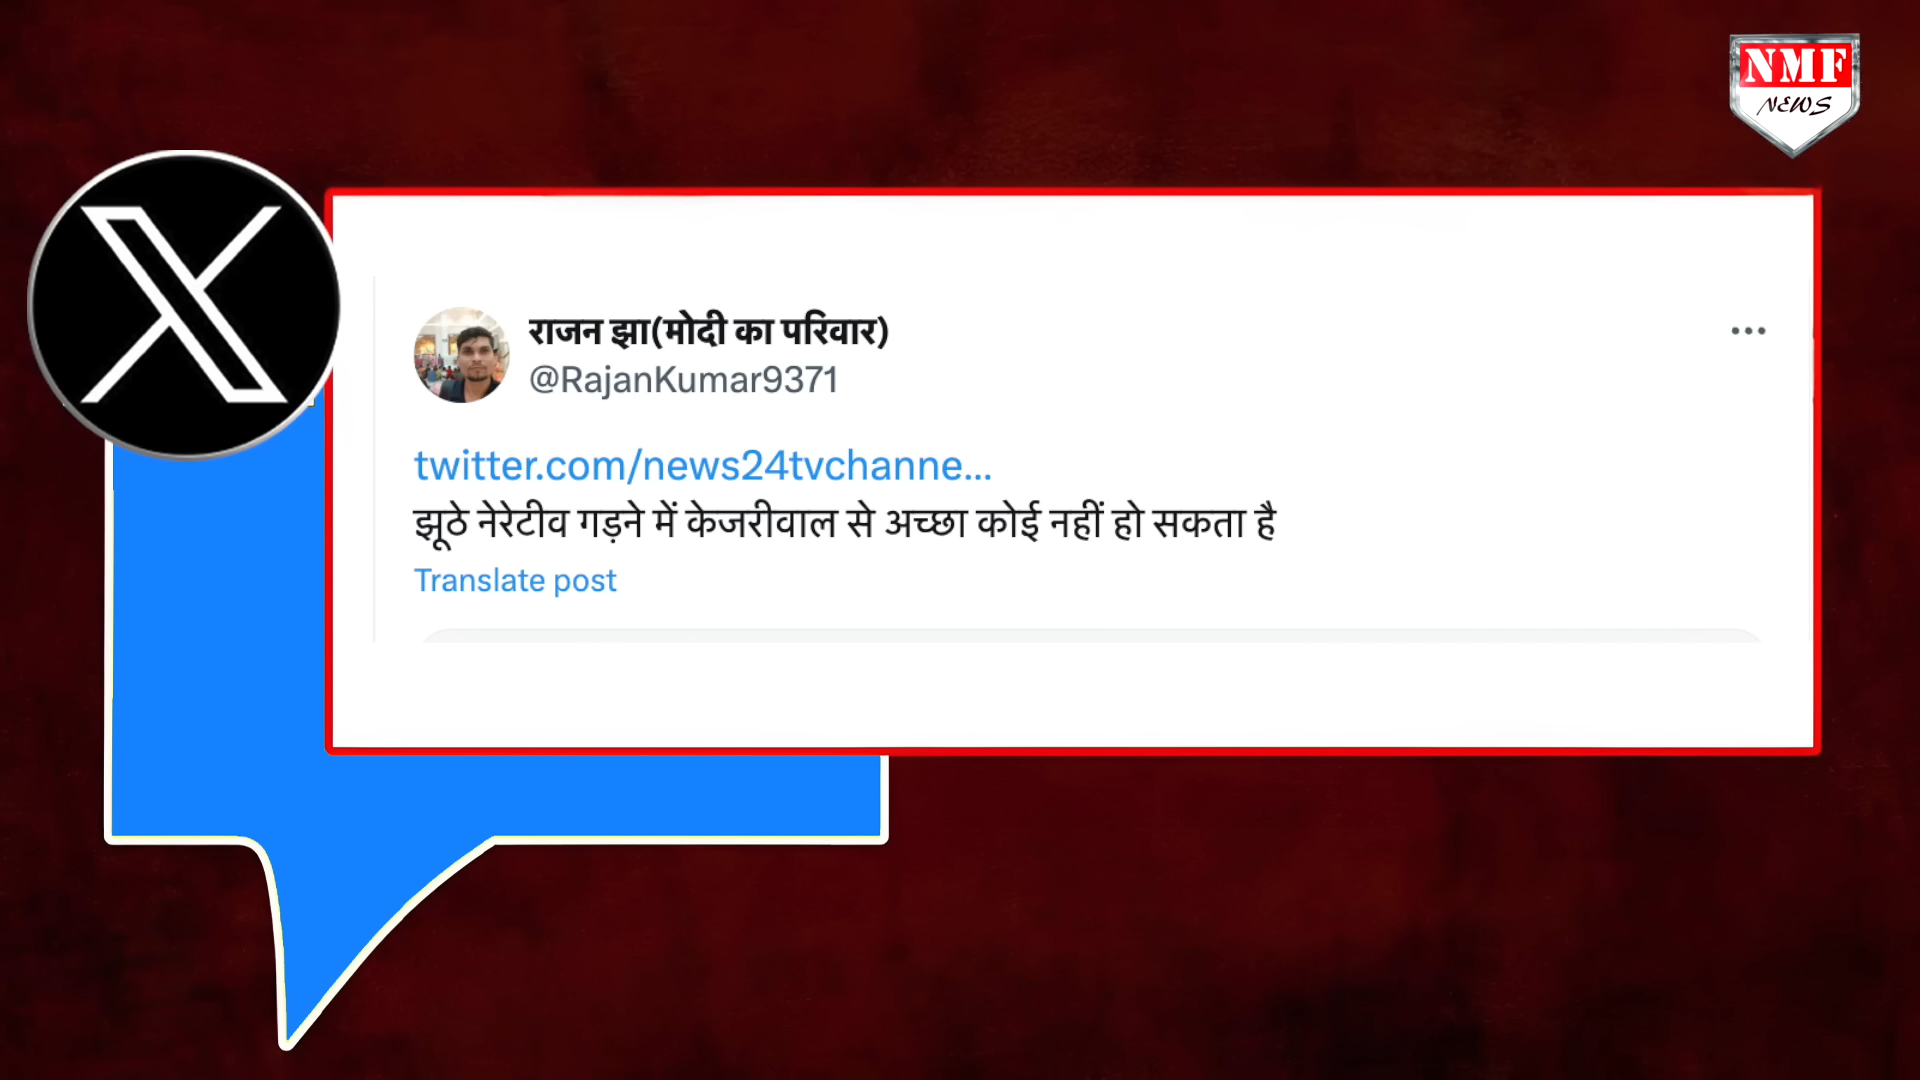 NMF
NEWS
राजन झा(मोदी का परिवार)
@RajanKumar9371
twitter.com/news24tvchanne...
झूठे नेरेटीव गड़ने में केजरीवाल से अच्छा कोई नहीं हो सकता है
Translate post